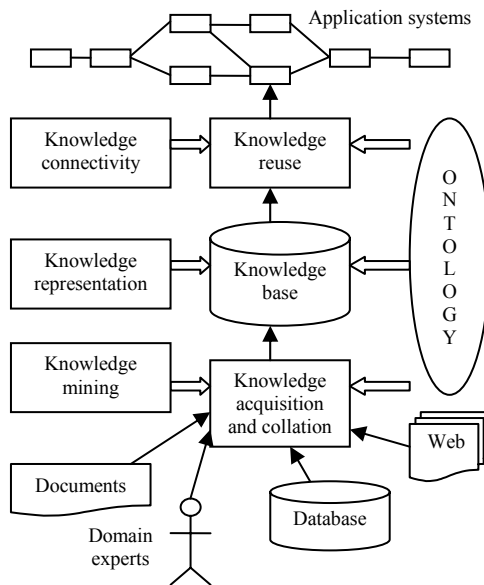 Application systems
Knowledge
connectivity
Knowledge
reuse
O
N
T
O
L
O
G
Y
Knowledge
representation
Knowledge
base
Knowledge
mining
Knowledge
acquisition
and collation
Web
Documents
Database
Domain
experts